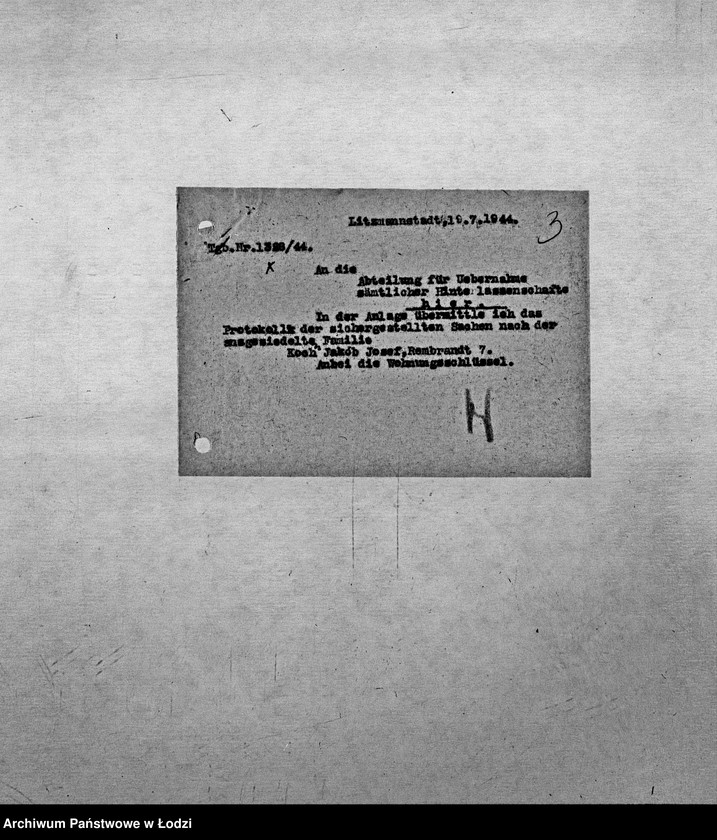 Litzmannstadt,19.7.1944.
3
Tgb.Nr.1328/44.
An die
Abteilung für Uebernahme
sämtlicher Hinterlassenschafte
hier.
In der Anlage übermittle ich das
Protokoll der sichergestellten Sachen nach der
ausgesiedelte Familie
Koch Jakób Josef,Rembrandt 7.
Anbei die Wohnungsschlüssel.
Archiwum Państwowe w Łodzi